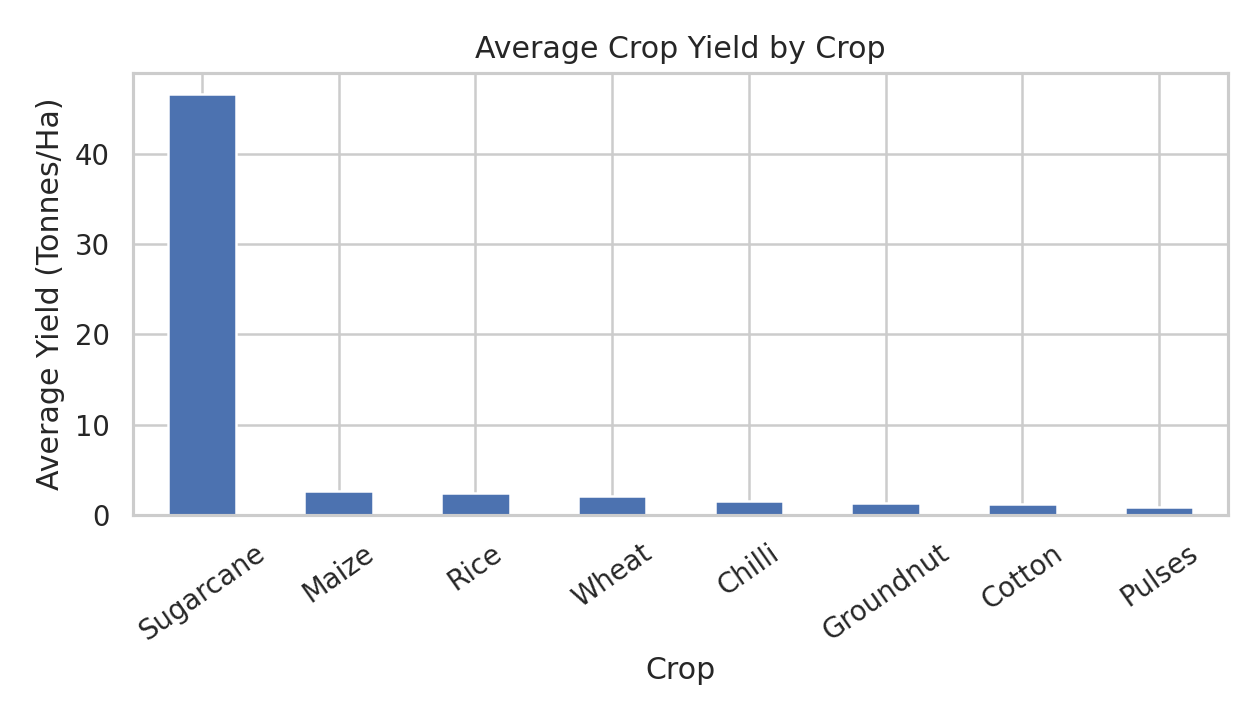 Average Crop Yield by Crop
Average Yield (Tonnes/Ha)
40
30
20
10
0
Sugarcane
Maize
Rice
Wheat
Chilli
Groundnut
Cotton
Pulses
Crop